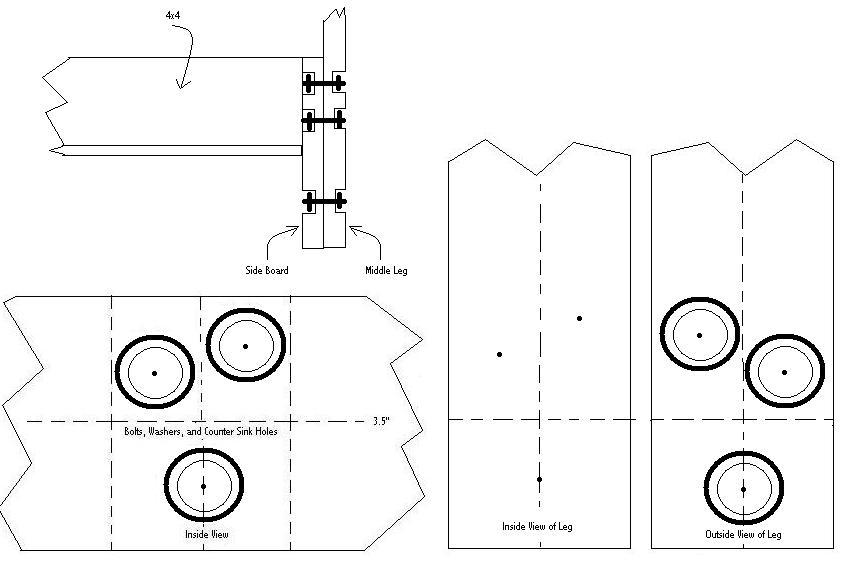 4x4
Side Board
Middle Leg
3.5"
Bolts, Washers, and Counter Sink Holes
Inside View
Inside View of Leg
Outside View of Leg